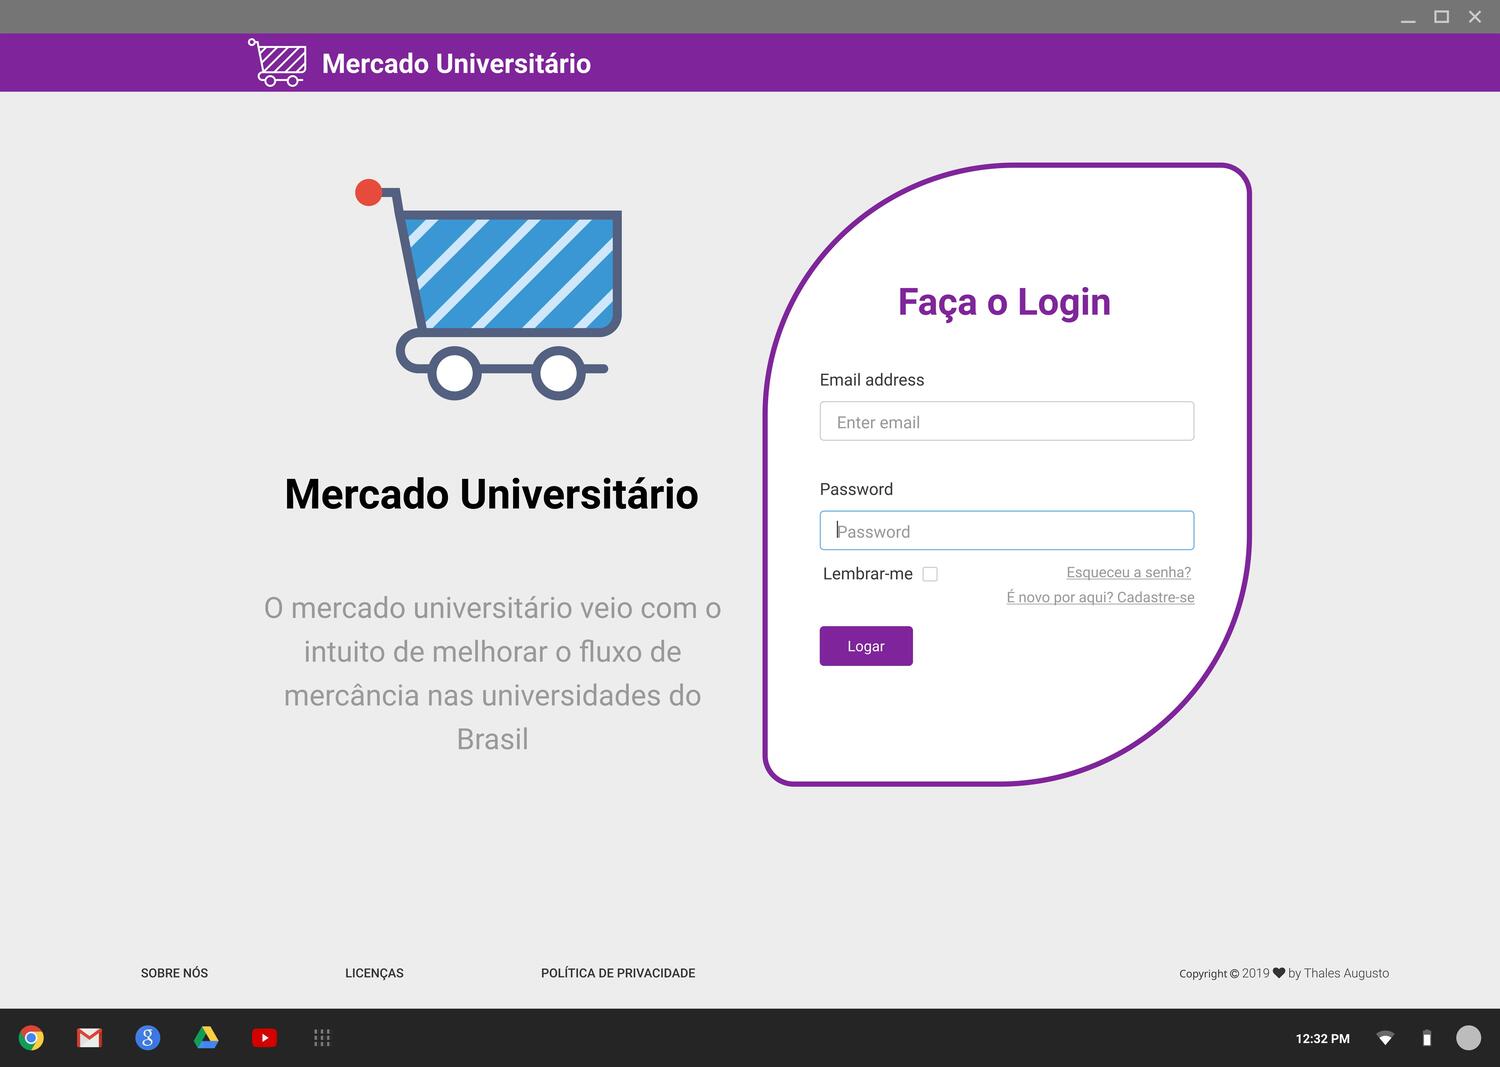 Mercado Universitário
Mercado Universitário
O mercado universitário veio com o
intuito de melhorar o fluxo de
mercância nas universidades do
Brasil
Faça o Login
Email address
Enter email
Password
Password
Lembrar-me
Esqueceu a senha?
É novo por aqui? Cadastre-se
Logar
SOBRE NÓS
LICENÇAS
POLÍTICA DE PRIVACIDADE
Copyright © 2019 ♥ by Thales Augusto
12:32 PM